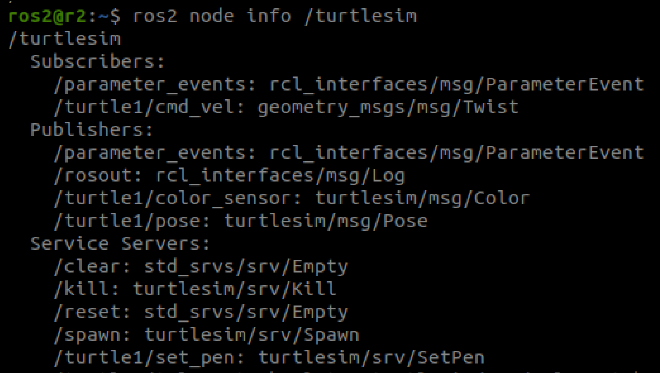 ros2@r2:~$ ros2 node info /turtlesim
/turtlesim
  Subscribers:
    /parameter_events: rcl_interfaces/msg/ParameterEvent
    /turtle1/cmd_vel: geometry_msgs/msg/Twist
  Publishers:
    /parameter_events: rcl_interfaces/msg/ParameterEvent
    /rosout: rcl_interfaces/msg/Log
    /turtle1/color_sensor: turtlesim/msg/Color
    /turtle1/pose: turtlesim/msg/Pose
  Service Servers:
    /clear: std_srvs/srv/Empty
    /kill: turtlesim/srv/Kill
    /reset: std_srvs/srv/Empty
    /spawn: turtlesim/srv/Spawn
    /turtle1/set_pen: turtlesim/srv/SetPen